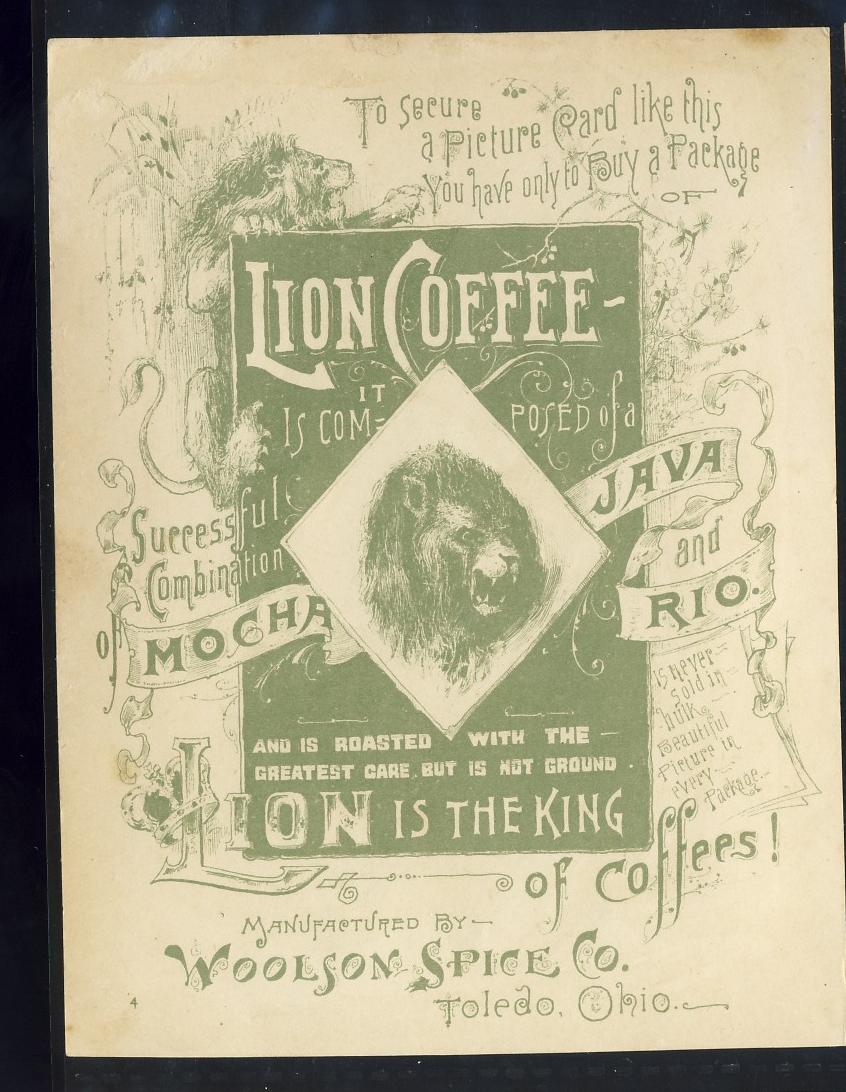 To Secure
a Picture Card like this
You have only to Buy a Package
OF
LION COFFEE-
IT
IS COM=POSED of a
Successful
Combination
of MOCHA
JAVA
and
RIO.
Is never
sold in
bulk
Beautiful
Picture in
every
Package.
AND IS ROASTED WITH THE
GREATEST CARE, BUT IS NOT GROUND.
LION IS THE KING
of Coffees!
MANUFACTURED BY-
WOOLSON SPICE CO.
Toledo, Ohio.
4